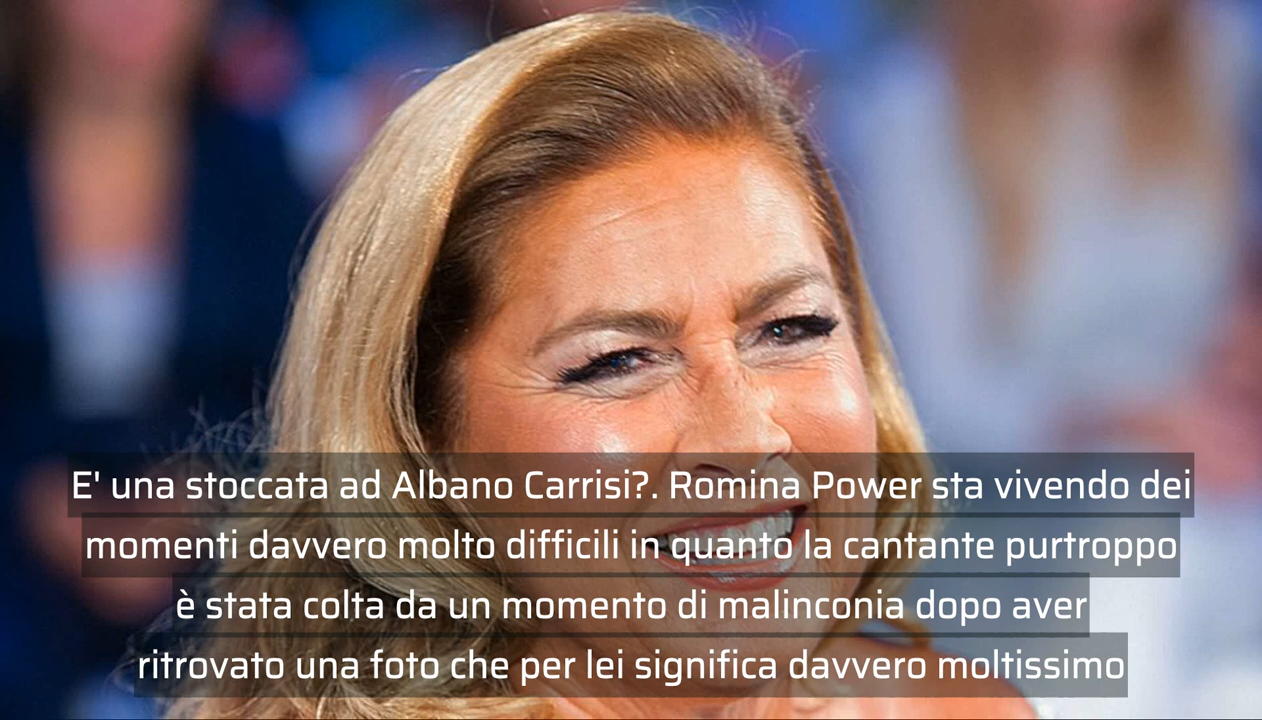 E' una stoccata ad Albano Carrisi?. Romina Power sta vivendo dei
momenti davvero molto difficili in quanto la cantante purtroppo
è stata colta da un momento di malinconia dopo aver
ritrovato una foto che per lei significa davvero moltissimo